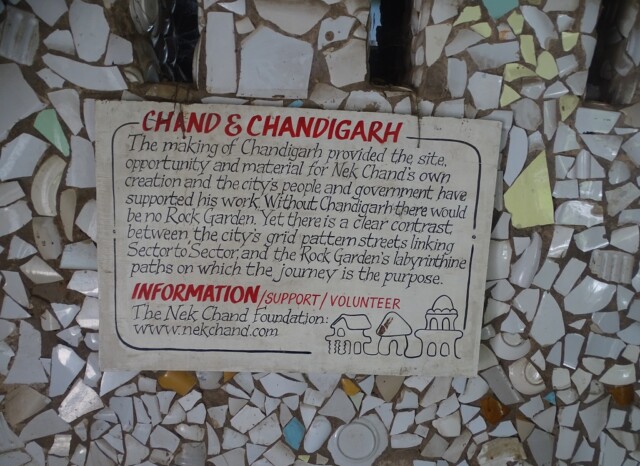 CHAND & CHANDIGARH
The making of Chandigarh provided the site,
opportunity and material for Nek Chand's own
creation and the city's people and government have
supported his work. Without Chandigarh there would
be no Rock Garden. Yet there is a clear contrast
between the city's grid pattern streets linking
'Sector to Sector', and the Rock Garden's labyrinthine
paths on which the journey is the purpose.
INFORMATION/SUPPORT/VOLUNTEER
The Nek Chand Foundation:
www.nekchand.com